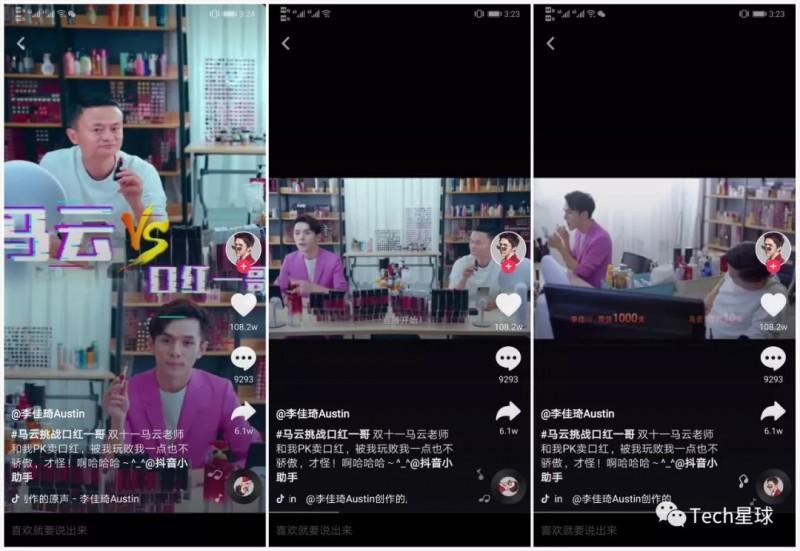 3:24
马云
VS
口红一哥
108.2w
9293
6.1w
@李佳琦Austin
#马云挑战口红一哥 双十一马云老师
和我PK卖口红，被我玩败我一点也不
骄傲，才怪！啊哈哈哈～^_^@抖音小
助手
创作的原声 - 李佳琦Austin
喜欢就要说出来
3:23
108.2w
9293
6.1w
@李佳琦Austin
#马云挑战口红一哥 双十一马云老师
和我PK卖口红，被我玩败我一点也不
骄傲，才怪！啊哈哈哈～^_^@抖音小
助手
@李佳琦Austin创作的
喜欢就要说出来
3:23
1000支
10
108.2w
9293
6.1w
@李佳琦Austin
#马云挑战口红一哥 双十一马云老师
和我PK卖口红，被我玩败我一点也不
骄傲，才怪！啊哈哈哈～^_^@抖音小
助手
in @李佳琦Austin创作的
喜欢就要说出来
Tech星球